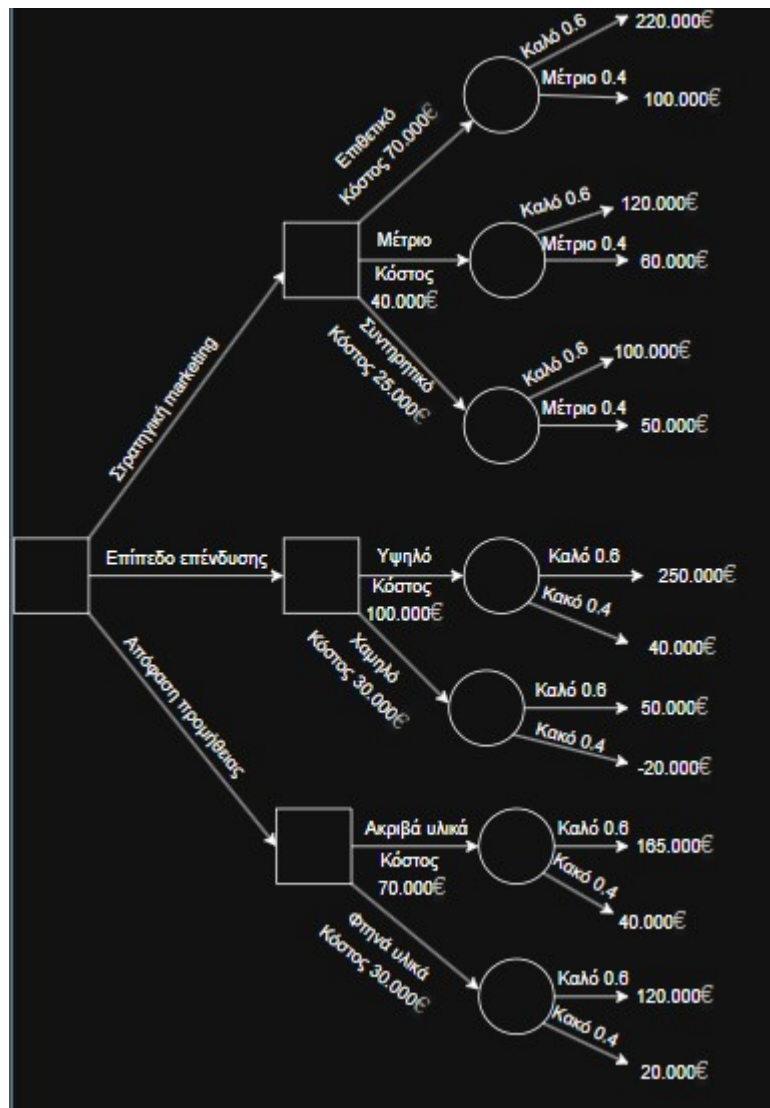 Καλό 0.6
220.000€
Μέτριο 0.4
100.000€
Επιθετικό
Κόστος 70.000€
Καλό 0.6
120.000€
Μέτριο
Μέτριο 0.4
60.000€
Κόστος
40.000€
Συντηρητικό
Κόστος 25.000€
Καλό 0.6
100.000€
Μέτριο 0.4
50.000€
Στρατηγική marketing
Επίπεδο επένδυσης
Υψηλό
Κόστος
100.000€
Καλό 0.6
250.000€
Κακό 0.4
40.000€
Χαμηλό
Κόστος 30.000€
Καλό 0.6
50.000€
Κακό 0.4
-20.000€
Απόφαση προμήθειας
Ακριβά υλικά
Κόστος
70.000€
Καλό 0.6
165.000€
Κακό 0.4
40.000€
Φτηνά υλικά
Κόστος 30.000€
Καλό 0.6
120.000€
Κακό 0.4
20.000€